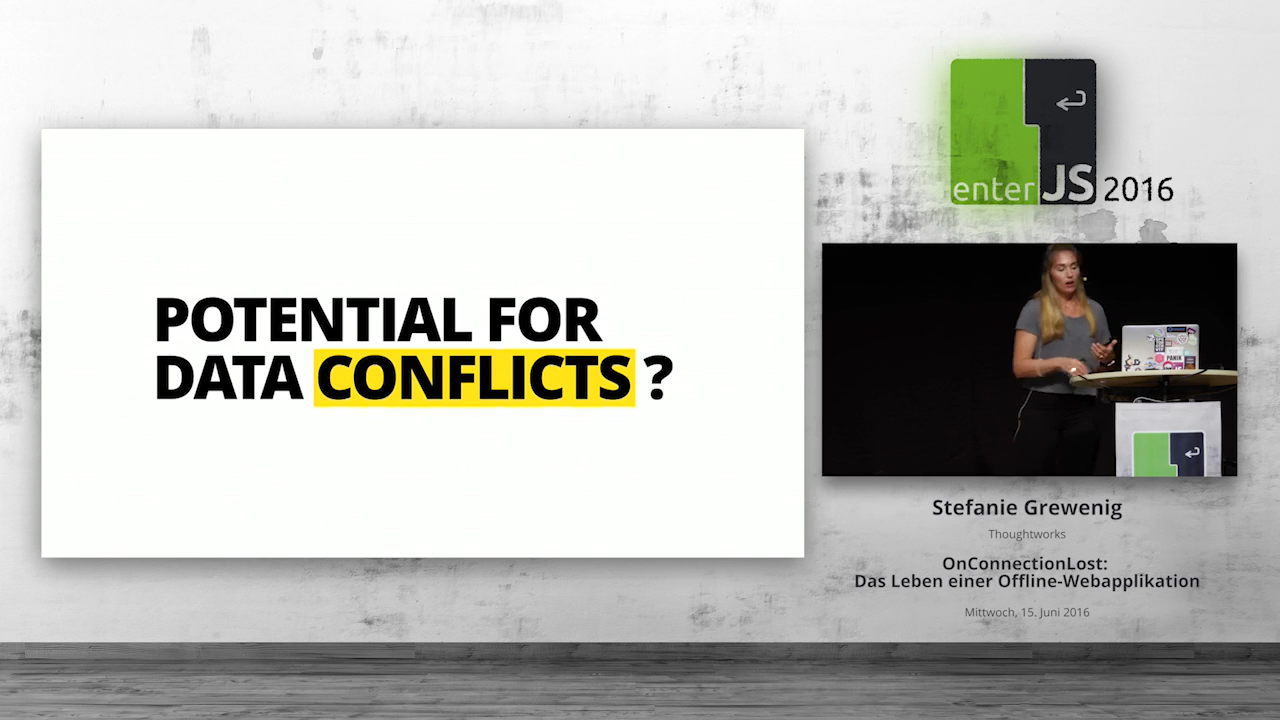 POTENTIAL FOR
DATA CONFLICTS ?
enter JS 2016
PANIK
Stefanie Grewenig
Thoughtworks
OnConnectionLost:
Das Leben einer Offline-Webapplikation
Mittwoch, 15. Juni 2016